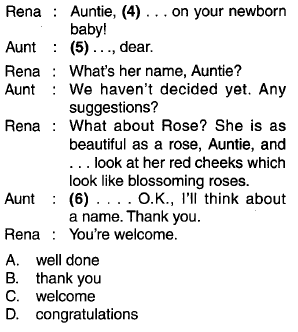 Rena : Auntie, (4) . . . on your newborn
baby!
Aunt : (5) . . ., dear.
Rena : What's her name, Auntie?
Aunt : We haven't decided yet. Any
suggestions?
Rena : What about Rose? She is as
beautiful as a rose, Auntie, and
. . . look at her red cheeks which
look like blossoming roses.
Aunt : (6) . . . . O.K., I'll think about
a name. Thank you.
Rena : You're welcome.
A. well done
B. thank you
C. welcome
D. congratulations